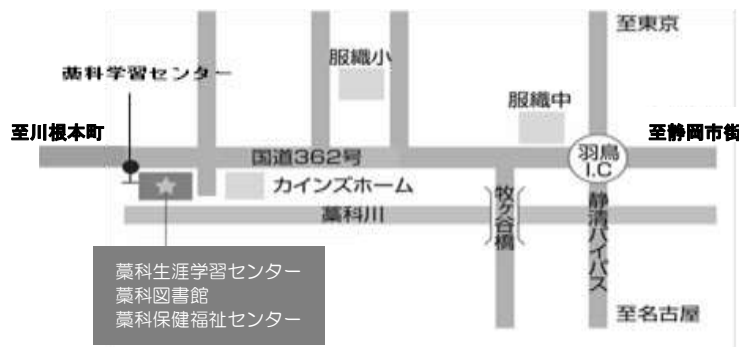 至東京
服織小
藁科学習センター
服織中
至川根本町
至静岡市街
国道362号
羽鳥
I.C
カインズホーム
藁科川
牧ヶ谷橋
静清バイパス
藁科生涯学習センター
藁科図書館
藁科保健福祉センター
至名古屋